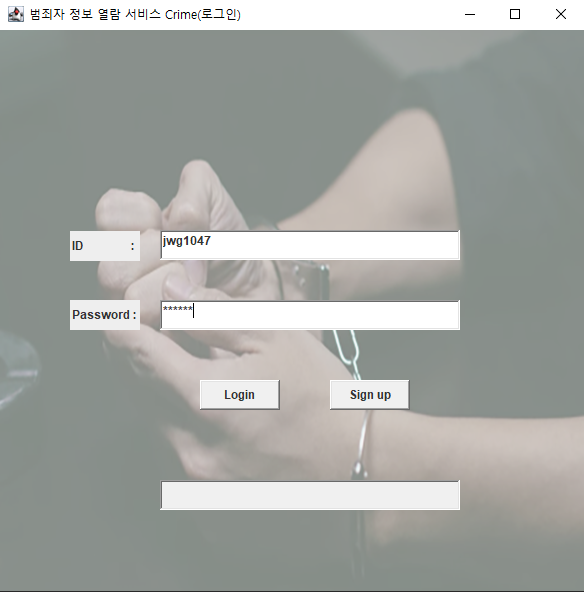 범죄자 정보 열람 서비스 Crime(로그인)
ID :
jwg1047
Password :
******
Login
Sign up